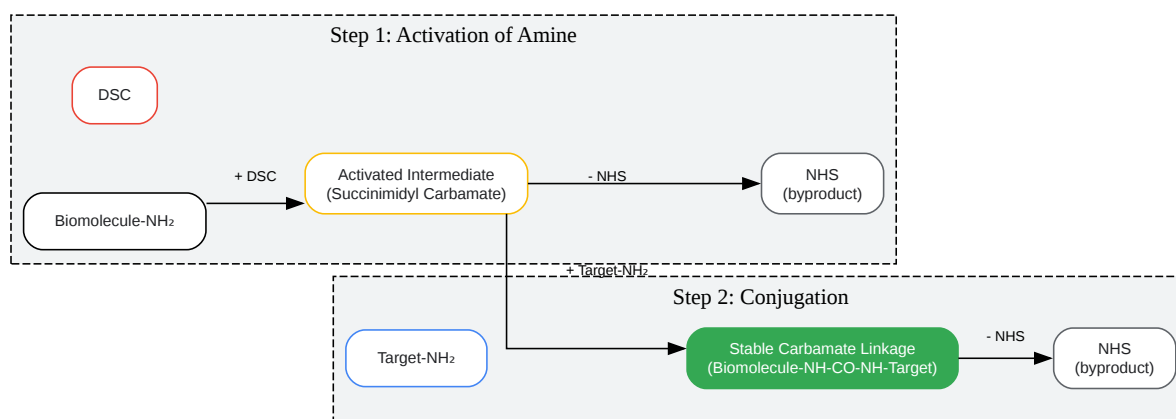 Step 1: Activation of Amine
DSC
+ DSC
Activated Intermediate
(Succinimidyl Carbamate)
- NHS
NHS
(byproduct)
Biomolecule-NH₂
+ Target-NH₂
Step 2: Conjugation
Target-NH₂
Stable Carbamate Linkage
(Biomolecule-NH-CO-NH-Target)
- NHS
NHS
(byproduct)